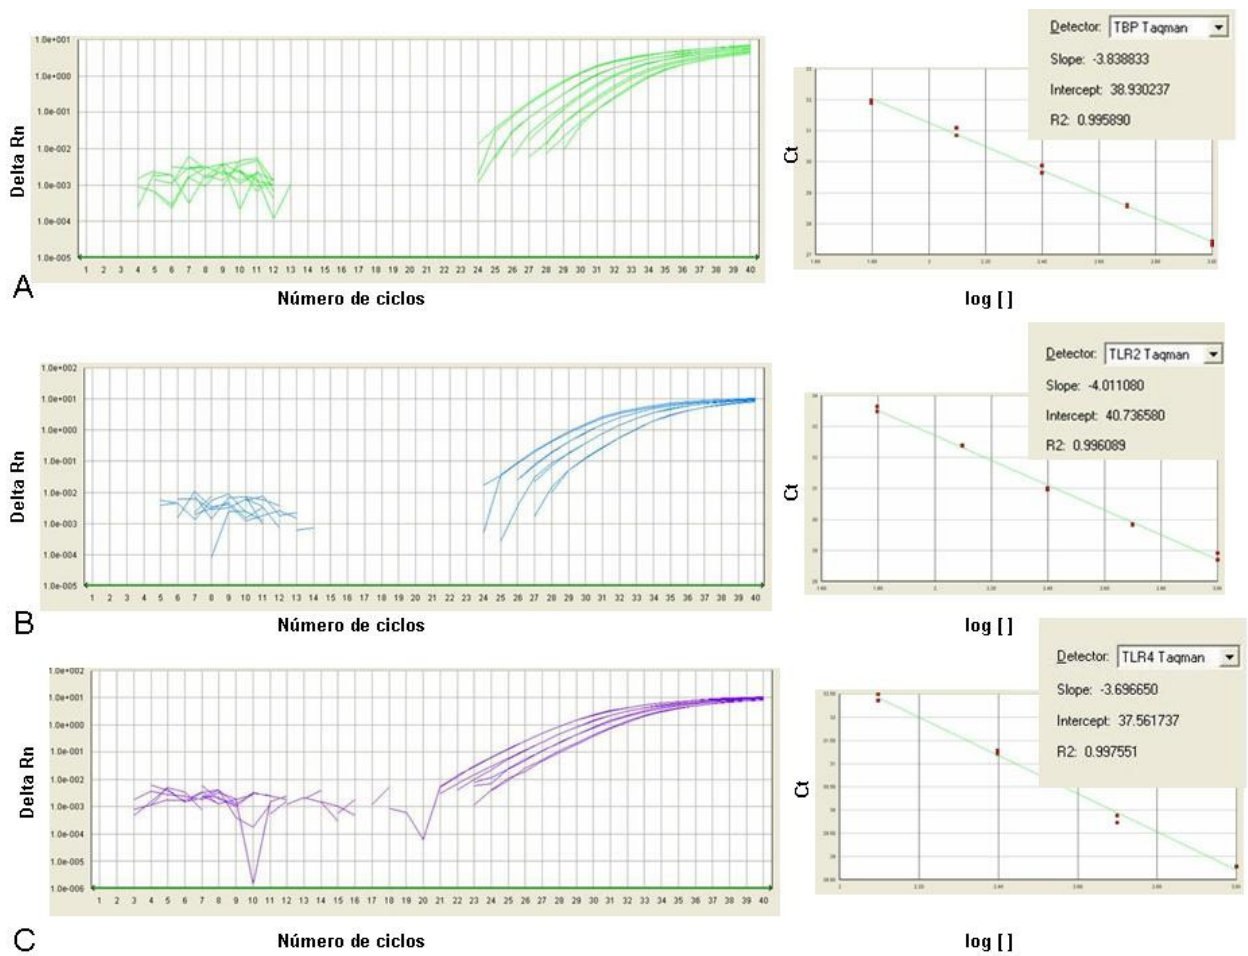 Detector: TBP Taqman
Slope: -3.838833
Intercept: 38.930237
R2: 0.995890
Delta Rn
1.0e+001
1.0e+000
1.0e-001
1.0e-002
1.0e-003
1.0e-004
1.0e-005
1 2 3 4 5 6 7 8 9 10 11 12 13 14 15 16 17 18 19 20 21 22 23 24 25 26 27 28 29 30 31 32 33 34 35 36 37 38 39 40
Ct
A
Número de ciclos
log [ ]
Detector: TLR2 Taqman
Slope: -4.011080
Intercept: 40.736580
R2: 0.996089
Delta Rn
1.0e+002
1.0e+001
1.0e+000
1.0e-001
1.0e-002
1.0e-003
1.0e-004
1.0e-005
1 2 3 4 5 6 7 8 9 10 11 12 13 14 15 16 17 18 19 20 21 22 23 24 25 26 27 28 29 30 31 32 33 34 35 36 37 38 39 40
Ct
B
Número de ciclos
log [ ]
Detector: TLR4 Taqman
Slope: -3.696650
Intercept: 37.561737
R2: 0.997551
Delta Rn
1.0e+002
1.0e+001
1.0e+000
1.0e-001
1.0e-002
1.0e-003
1.0e-004
1.0e-005
1.0e-006
1 2 3 4 5 6 7 8 9 10 11 12 13 14 15 16 17 18 19 20 21 22 23 24 25 26 27 28 29 30 31 32 33 34 35 36 37 38 39 40
Ct
C
Número de ciclos
log [ ]